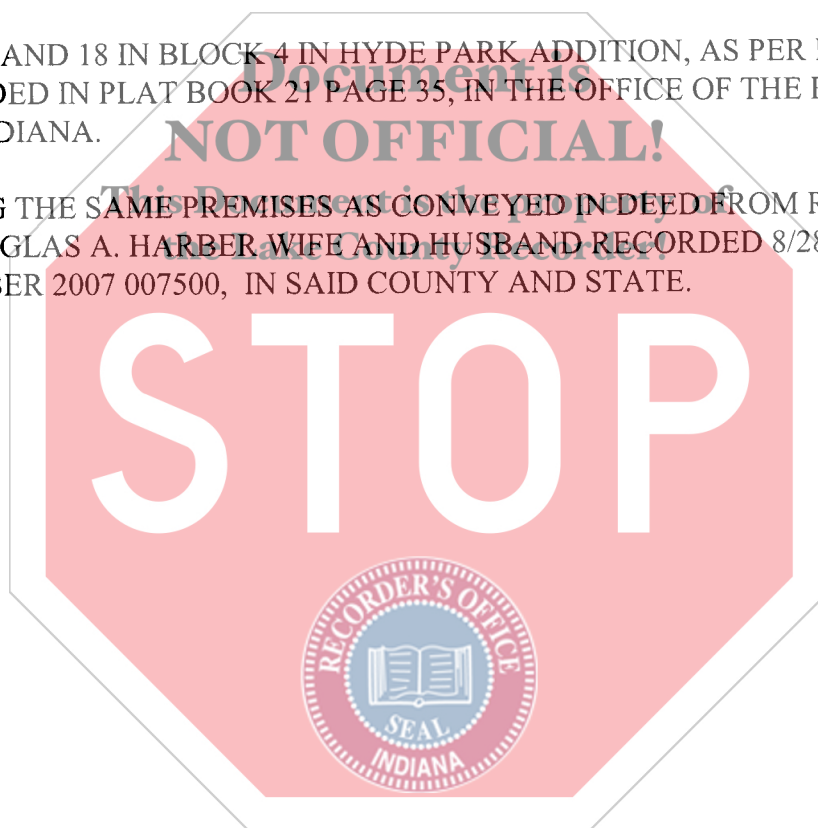 AND 18 IN BLOCK 4 IN HYDE PARK ADDITION, AS PER
DED IN PLAT BOOK 21 PAGE 35, IN THE OFFICE OF THE
DIANA.
Document is
NOT OFFICIAL!
This Document is the property of
the Lake County Recorder!
G THE SAME PREMISES AS CONVEYED IN DEED FROM
GLAS A. HARBER WIFE AND HUSBAND RECORDED 8/28
BER 2007 007500, IN SAID COUNTY AND STATE.
STOP
RECORDER'S OFFICE
SEAL
INDIANA